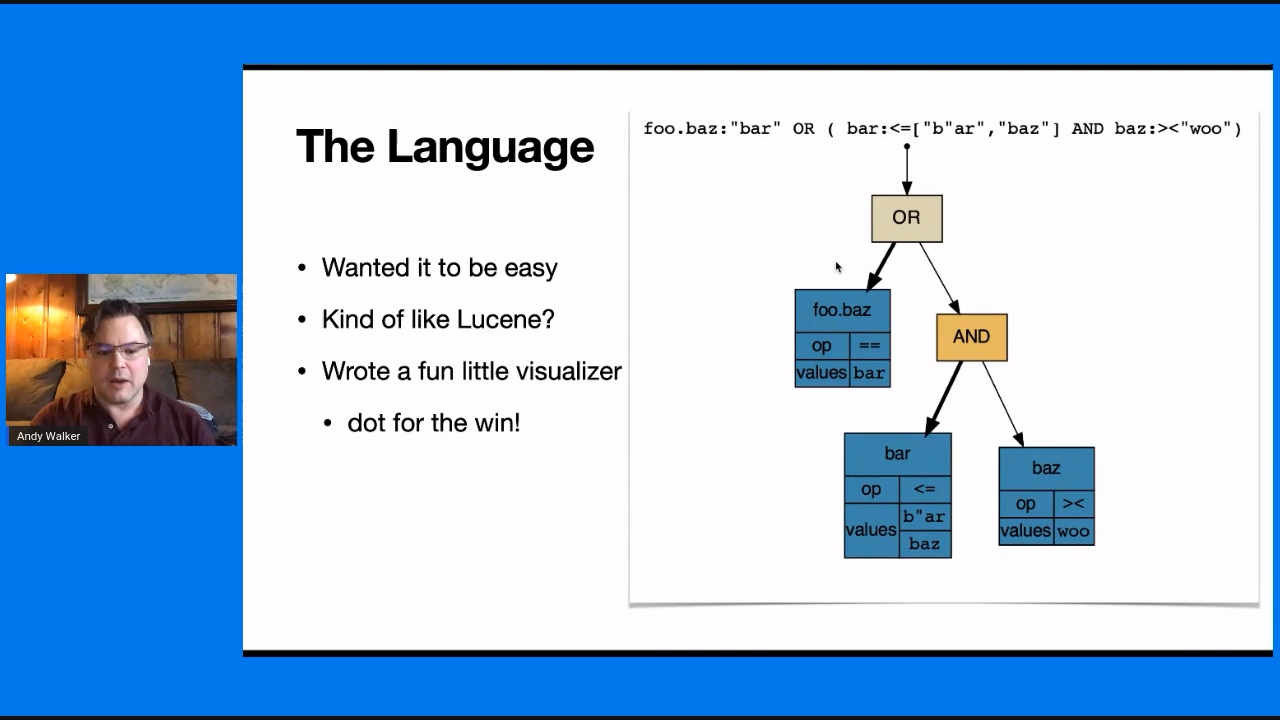 The Language
• Wanted it to be easy
• Kind of like Lucene?
• Wrote a fun little visualizer
• dot for the win!
foo.baz:"bar" OR ( bar:<=["b"ar","baz"] AND baz:><"woo")
OR
foo.baz
op ==
values bar
AND
bar
op <=
values b"ar
baz
baz
op ><
values woo
Andy Walker